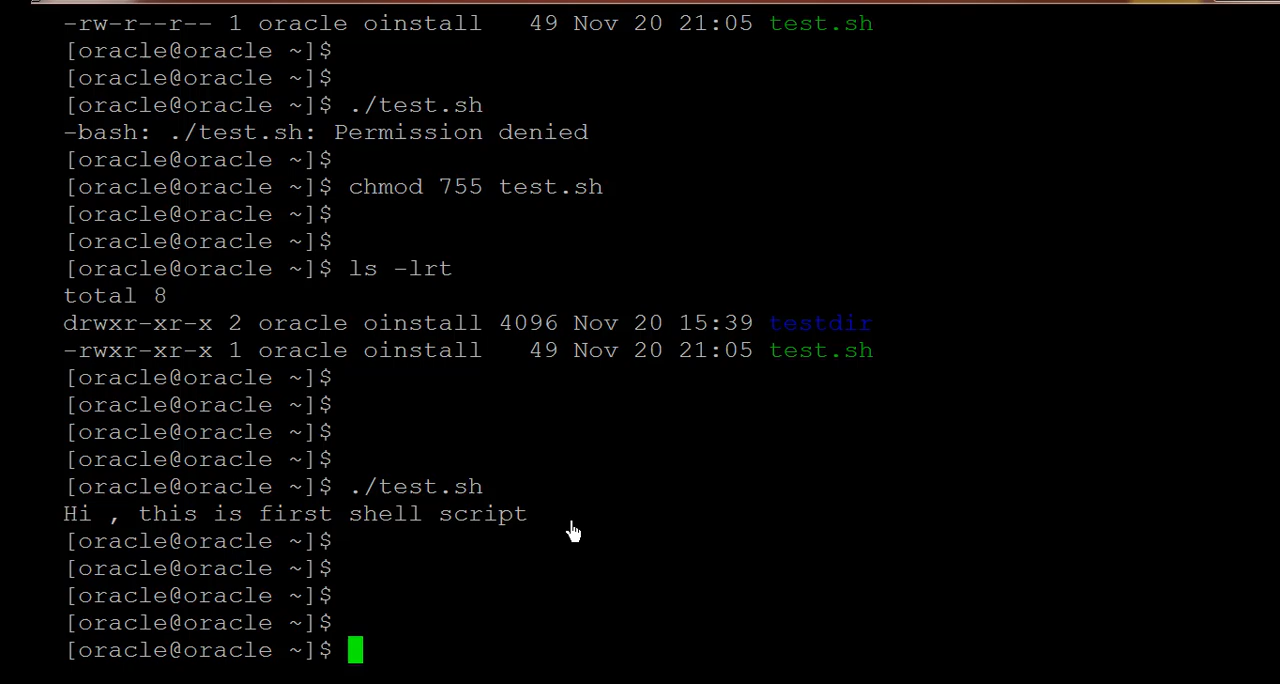 -rw-r--r-- 1 oracle oinstall   49 Nov 20 21:05 test.sh
[oracle@oracle ~]$
[oracle@oracle ~]$
[oracle@oracle ~]$ ./test.sh
-bash: ./test.sh: Permission denied
[oracle@oracle ~]$
[oracle@oracle ~]$ chmod 755 test.sh
[oracle@oracle ~]$
[oracle@oracle ~]$
[oracle@oracle ~]$ ls -lrt
total 8
drwxr-xr-x 2 oracle oinstall 4096 Nov 20 15:39 testdir
-rwxr-xr-x 1 oracle oinstall   49 Nov 20 21:05 test.sh
[oracle@oracle ~]$
[oracle@oracle ~]$
[oracle@oracle ~]$
[oracle@oracle ~]$
[oracle@oracle ~]$ ./test.sh
Hi , this is first shell script
[oracle@oracle ~]$
[oracle@oracle ~]$
[oracle@oracle ~]$
[oracle@oracle ~]$
[oracle@oracle ~]$